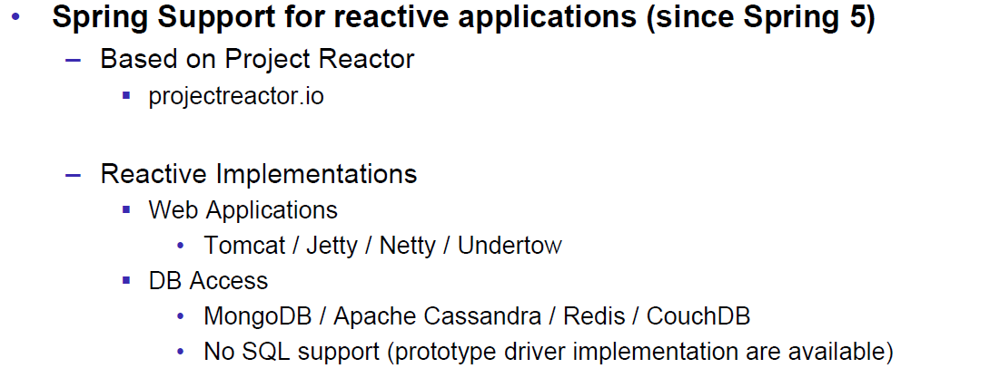 • Spring Support for reactive applications (since Spring 5)
– Based on Project Reactor
▪ projectreactor.io
– Reactive Implementations
▪ Web Applications
• Tomcat / Jetty / Netty / Undertow
▪ DB Access
• MongoDB / Apache Cassandra / Redis / CouchDB
• No SQL support (prototype driver implementation are available)